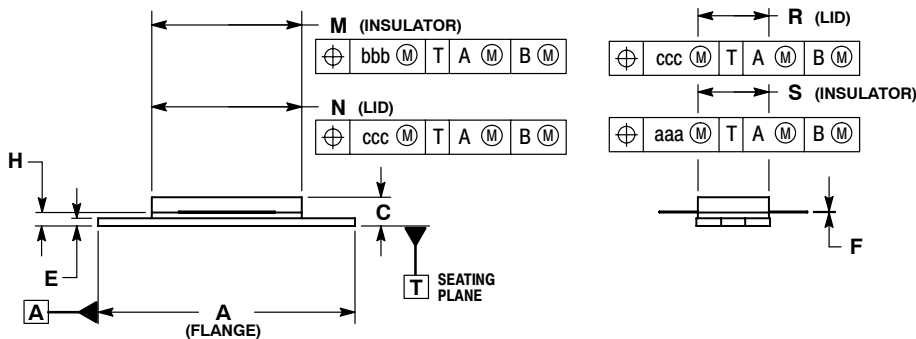 M (INSULATOR)
⌖ bbb Ⓜ T A Ⓜ B Ⓜ
N (LID)
⌖ ccc Ⓜ T A Ⓜ B Ⓜ
R (LID)
⌖ ccc Ⓜ T A Ⓜ B Ⓜ
S (INSULATOR)
⌖ aaa Ⓜ T A Ⓜ B Ⓜ
H
C
E
F
T SEATING
PLANE
A
A
(FLANGE)